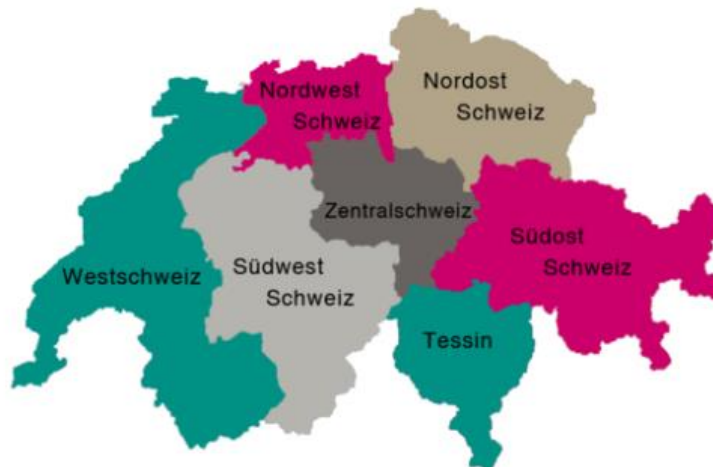 Nordwest
Schweiz
Nordost
Schweiz
Zentralschweiz
Südost
Schweiz
Westschweiz
Südwest
Schweiz
Tessin